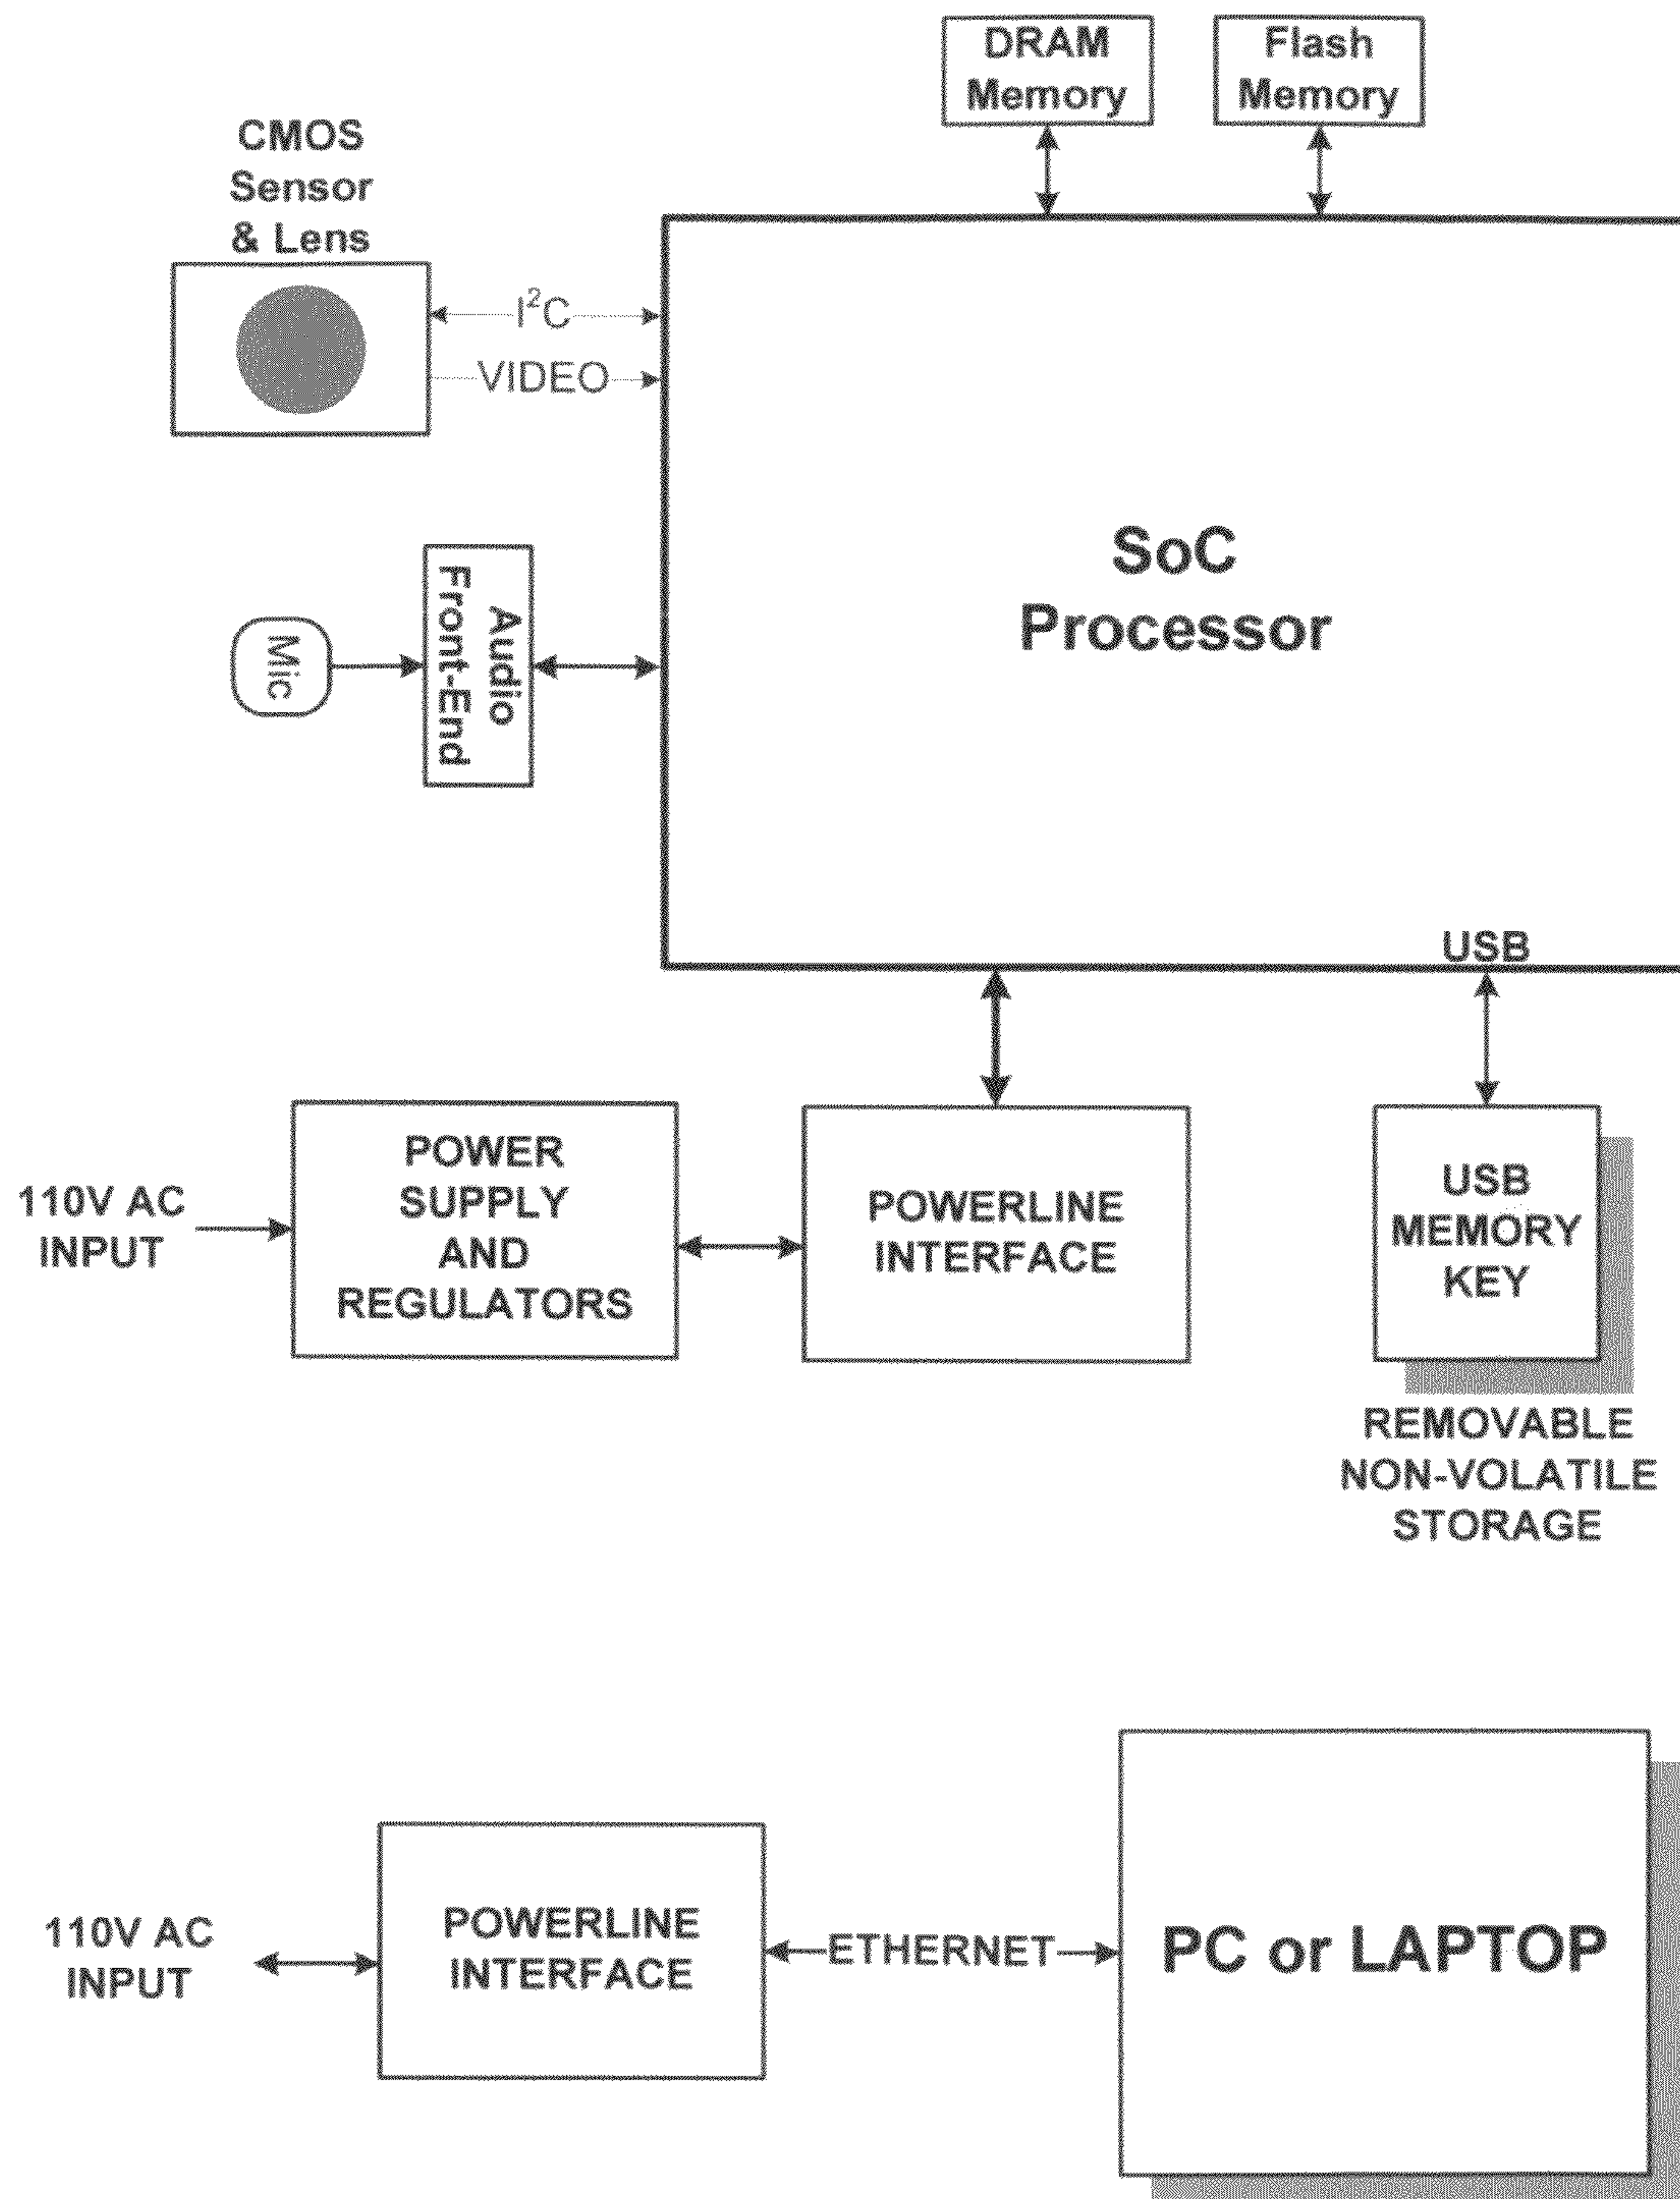 DRAM
Memory
Flash
Memory
CMOS
Sensor
& Lens
I²C
VIDEO
SoC
Processor
Audio
Front-End
Mic
USB
110V AC
INPUT
POWER
SUPPLY
AND
REGULATORS
POWERLINE
INTERFACE
USB
MEMORY
KEY
REMOVABLE
NON-VOLATILE
STORAGE
110V AC
INPUT
POWERLINE
INTERFACE
ETHERNET
PC or LAPTOP